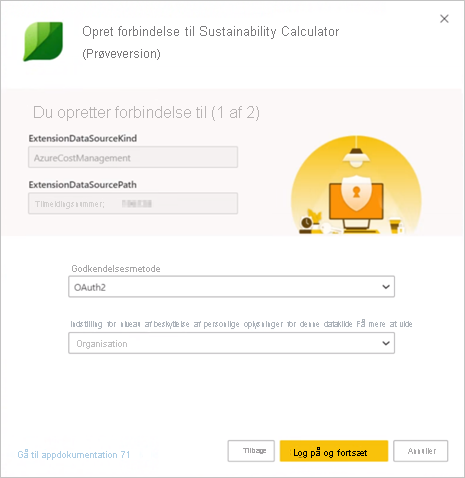 Opret forbindelse til Sustainability Calculator
(Prøveversion)
Du opretter forbindelse til (1 af 2)
ExtensionDataSourceKind
AzureCostManagement
ExtensionDataSourcePath
Tilmeldingsnummer;
Godkendelsesmetode
OAuth2
Indstilling for niveau af beskyttelse af personlige oplysninger for denne datakilde På mere at vide
Organisation
Gå til appdokumentation 71
Tilbage
Log på og fortsæt
Annuller